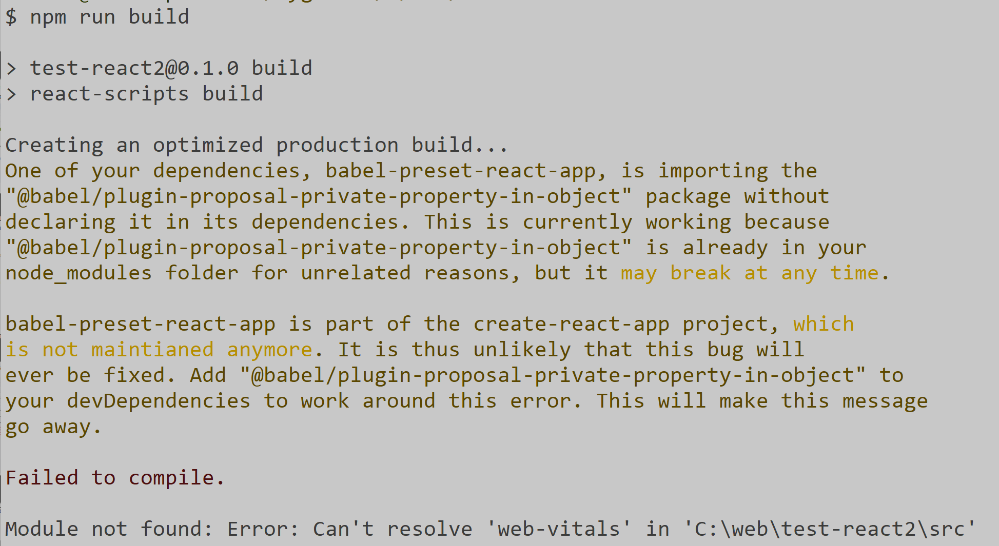 $ npm run build
> test-react2@0.1.0 build
> react-scripts build
Creating an optimized production build...
One of your dependencies, babel-preset-react-app, is importing the
"@babel/plugin-proposal-private-property-in-object" package without
declaring it in its dependencies. This is currently working because
"@babel/plugin-proposal-private-property-in-object" is already in your
node_modules folder for unrelated reasons, but it may break at any time.
babel-preset-react-app is part of the create-react-app project, which
is not maintianed anymore. It is thus unlikely that this bug will
ever be fixed. Add "@babel/plugin-proposal-private-property-in-object" to
your devDependencies to work around this error. This will make this message
go away.
Failed to compile.
Module not found: Error: Can't resolve 'web-vitals' in 'C:\web\test-react2\src'